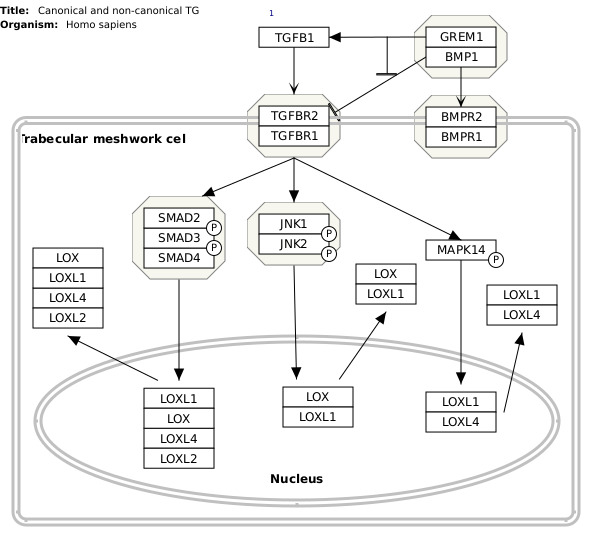 Title: Canonical and non-canonical TG
Organism: Homo sapiens
1
TGFB1
GREM1
BMP1
TGFBR2
TGFBR1
BMPR2
BMPR1
Trabecular meshwork cel
SMAD2
P
SMAD3
P
SMAD4
JNK1
P
JNK2
P
MAPK14
P
LOX
LOXL1
LOXL4
LOXL2
LOX
LOXL1
LOXL1
LOXL4
LOXL1
LOX
LOXL4
LOXL2
LOX
LOXL1
LOXL1
LOXL4
Nucleus